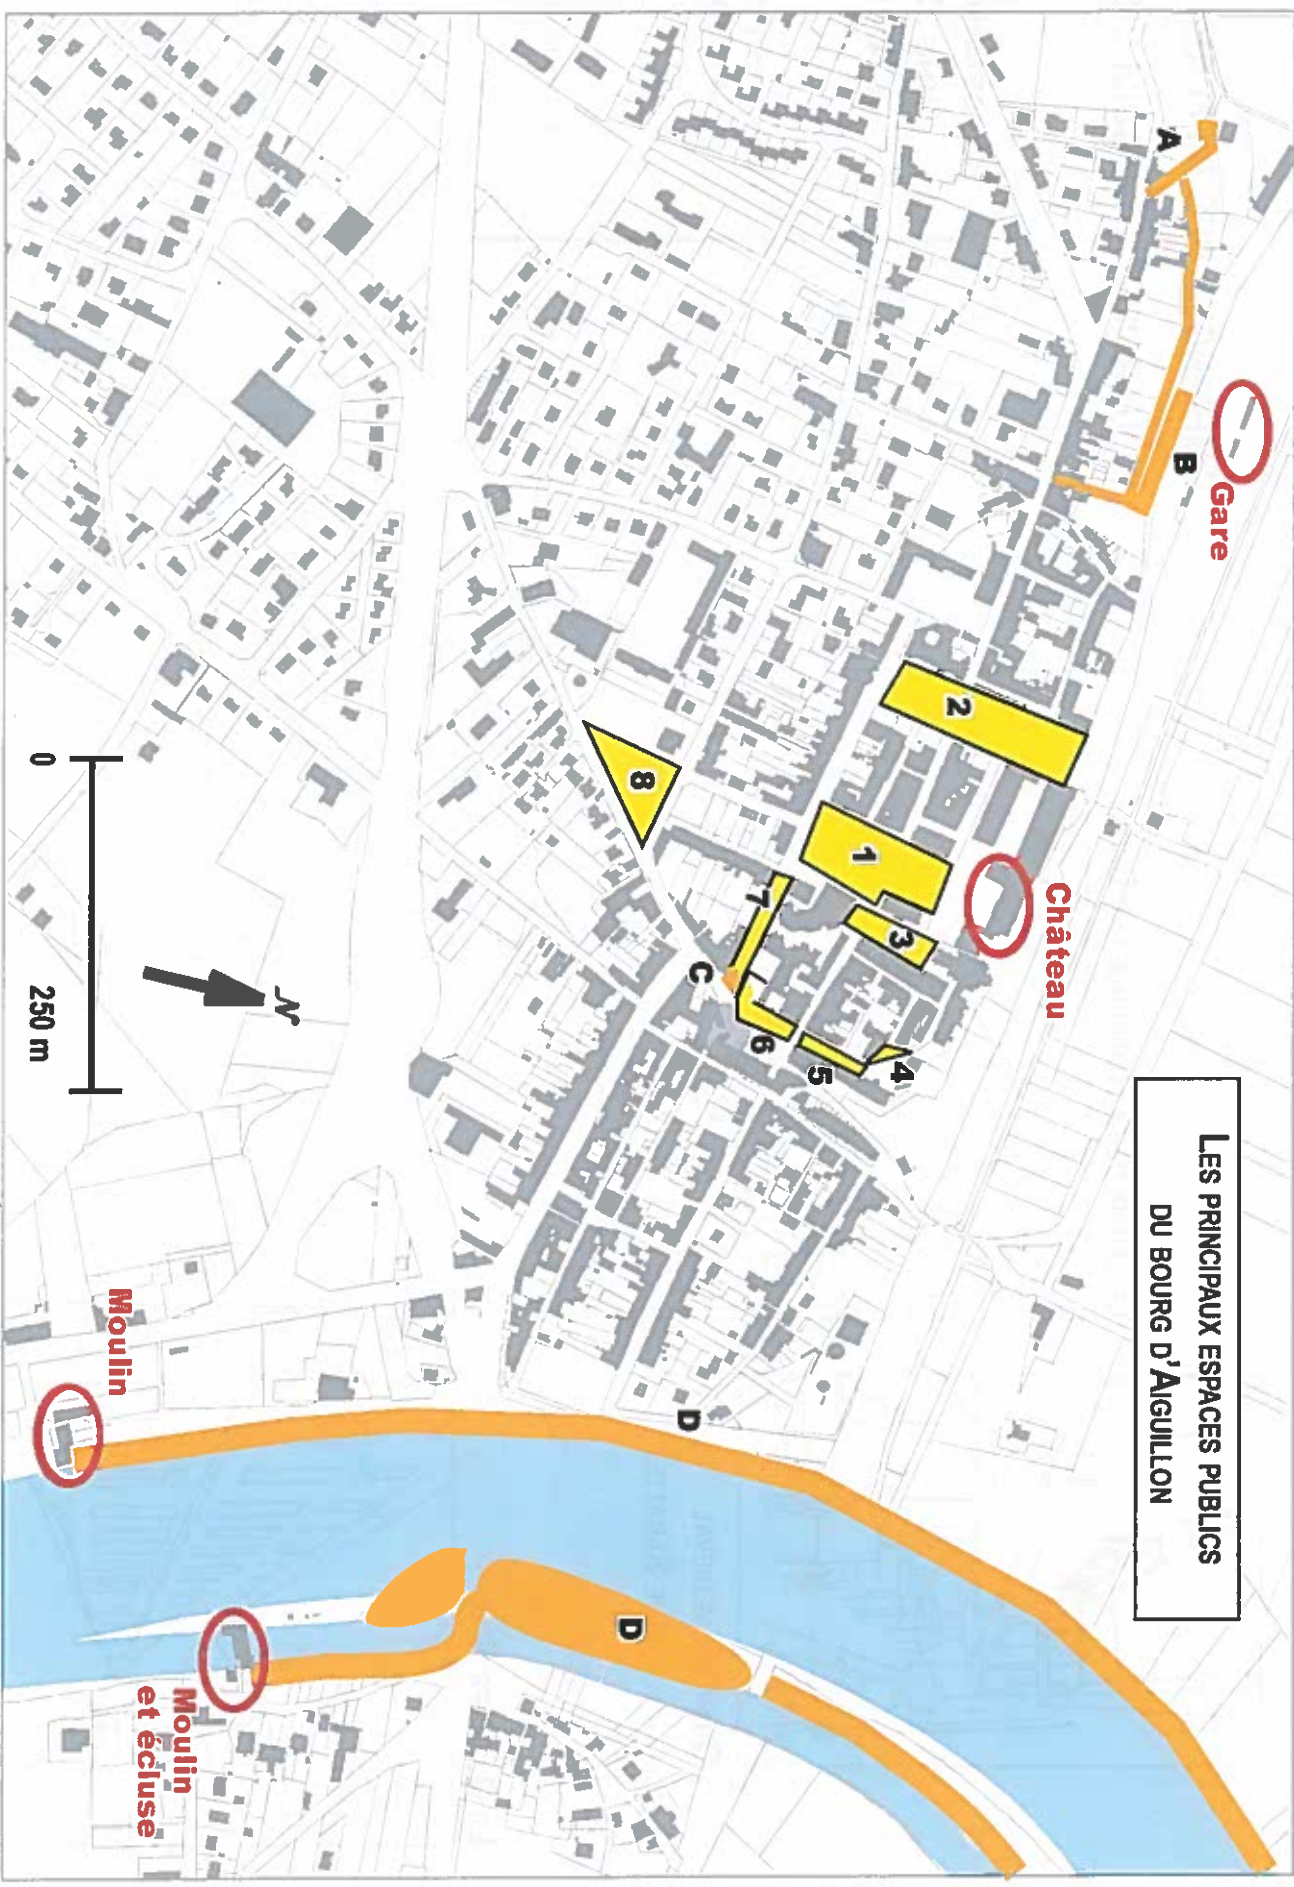 LES PRINCIPAUX ESPACES PUBLICS
DU BOURG D'AIGUILLON
A
B
Gare
Château
2
1
3
8
7
C
6
5
4
0
250 m
N
Moulin
D
D
Moulin
et écluse